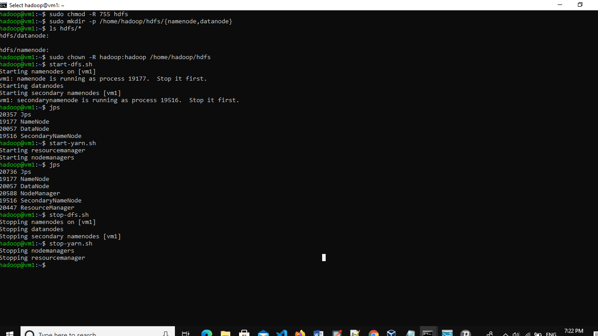 Select hadoop@vm1: ~
hadoop@vm1:~$ sudo chmod -R 755 hdfs
hadoop@vm1:~$ sudo mkdir -p /home/hadoop/hdfs/{namenode,datanode}
hadoop@vm1:~$ ls hdfs/*
hdfs/datanode:
hdfs/namenode:
hadoop@vm1:~$ sudo chown -R hadoop:hadoop /home/hadoop/hdfs
hadoop@vm1:~$ start-dfs.sh
Starting namenodes on [vm1]
vm1: namenode is running as process 19177.  Stop it first.
Starting datanodes
Starting secondary namenodes [vm1]
vm1: secondarynamenode is running as process 19516.  Stop it first.
hadoop@vm1:~$ jps
20357 Jps
19177 NameNode
20057 DataNode
19516 SecondaryNameNode
hadoop@vm1:~$ start-yarn.sh
Starting resourcemanager
Starting nodemanagers
hadoop@vm1:~$ jps
20736 Jps
19177 NameNode
20057 DataNode
20588 NodeManager
19516 SecondaryNameNode
20447 ResourceManager
hadoop@vm1:~$ stop-dfs.sh
Stopping namenodes on [vm1]
Stopping datanodes
Stopping secondary namenodes [vm1]
hadoop@vm1:~$ stop-yarn.sh
Stopping nodemanagers
Stopping resourcemanager
hadoop@vm1:~$
Type here to search
ENG
7:22 PM